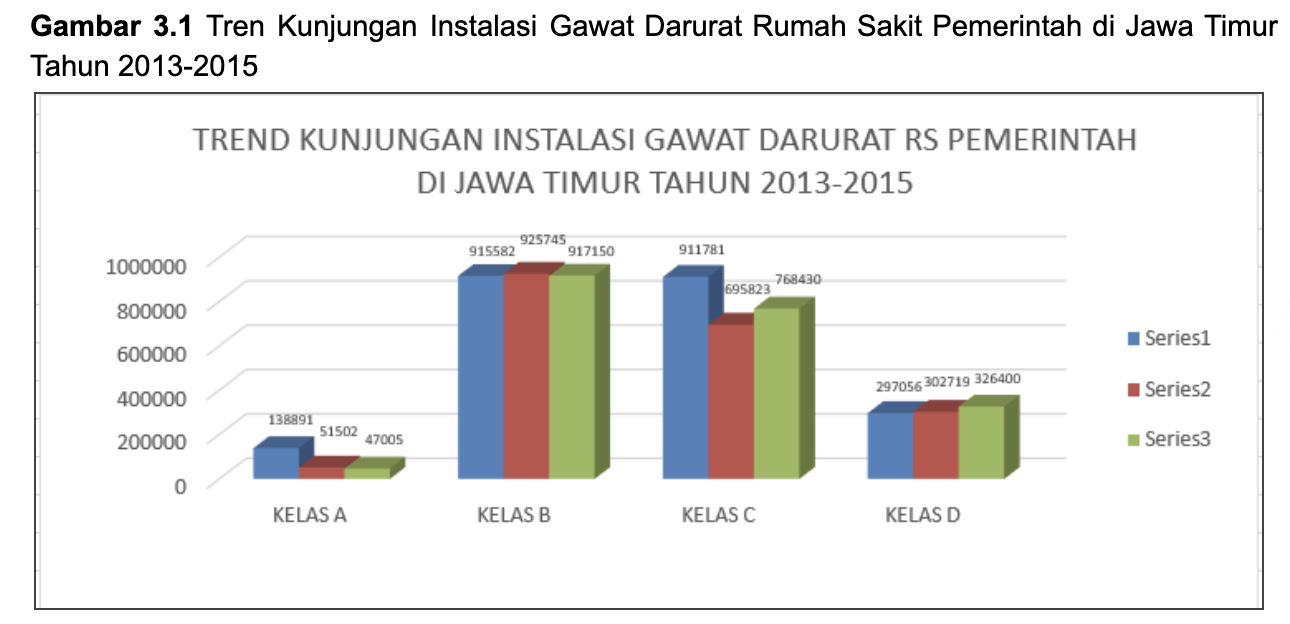 Gambar 3.1 Tren Kunjungan Instalasi Gawat Darurat Rumah Sakit Pemerintah di Jawa Timur
Tahun 2013-2015
TREND KUNJUNGAN INSTALASI GAWAT DARURAT RS PEMERINTAH
DI JAWA TIMUR TAHUN 2013-2015
1000000
800000
600000
400000
200000
0
138891
51502
47005
915582
925745
917150
911781
695823
768430
297056
302719
326400
KELAS A
KELAS B
KELAS C
KELAS D
Series1
Series2
Series3